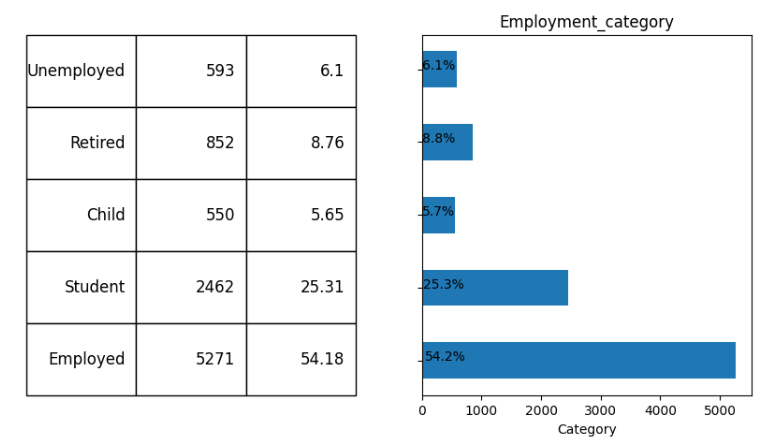 Employment_category
Unemployed 593 6.1
Retired 852 8.76
Child 550 5.65
Student 2462 25.31
Employed 5271 54.18
6.1%
8.8%
5.7%
25.3%
54.2%
0 1000 2000 3000 4000 5000
Category